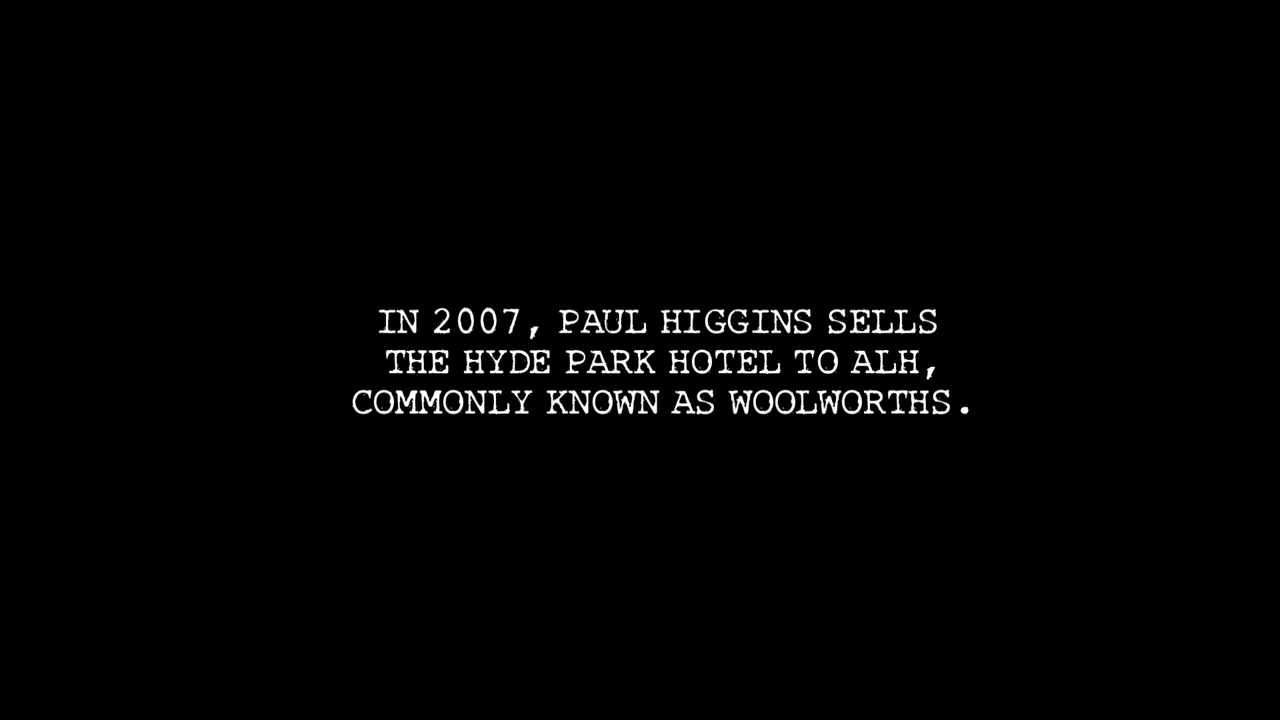 IN 2007, PAUL HIGGINS SELLS
THE HYDE PARK HOTEL TO ALH,
COMMONLY KNOWN AS WOOLWORTHS.